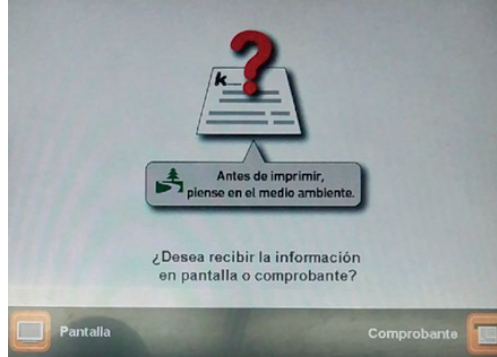 k
Antes de imprimir,
piense en el medio ambiente.
¿Desea recibir la información
en pantalla o comprobante?
Pantalla
Comprobante